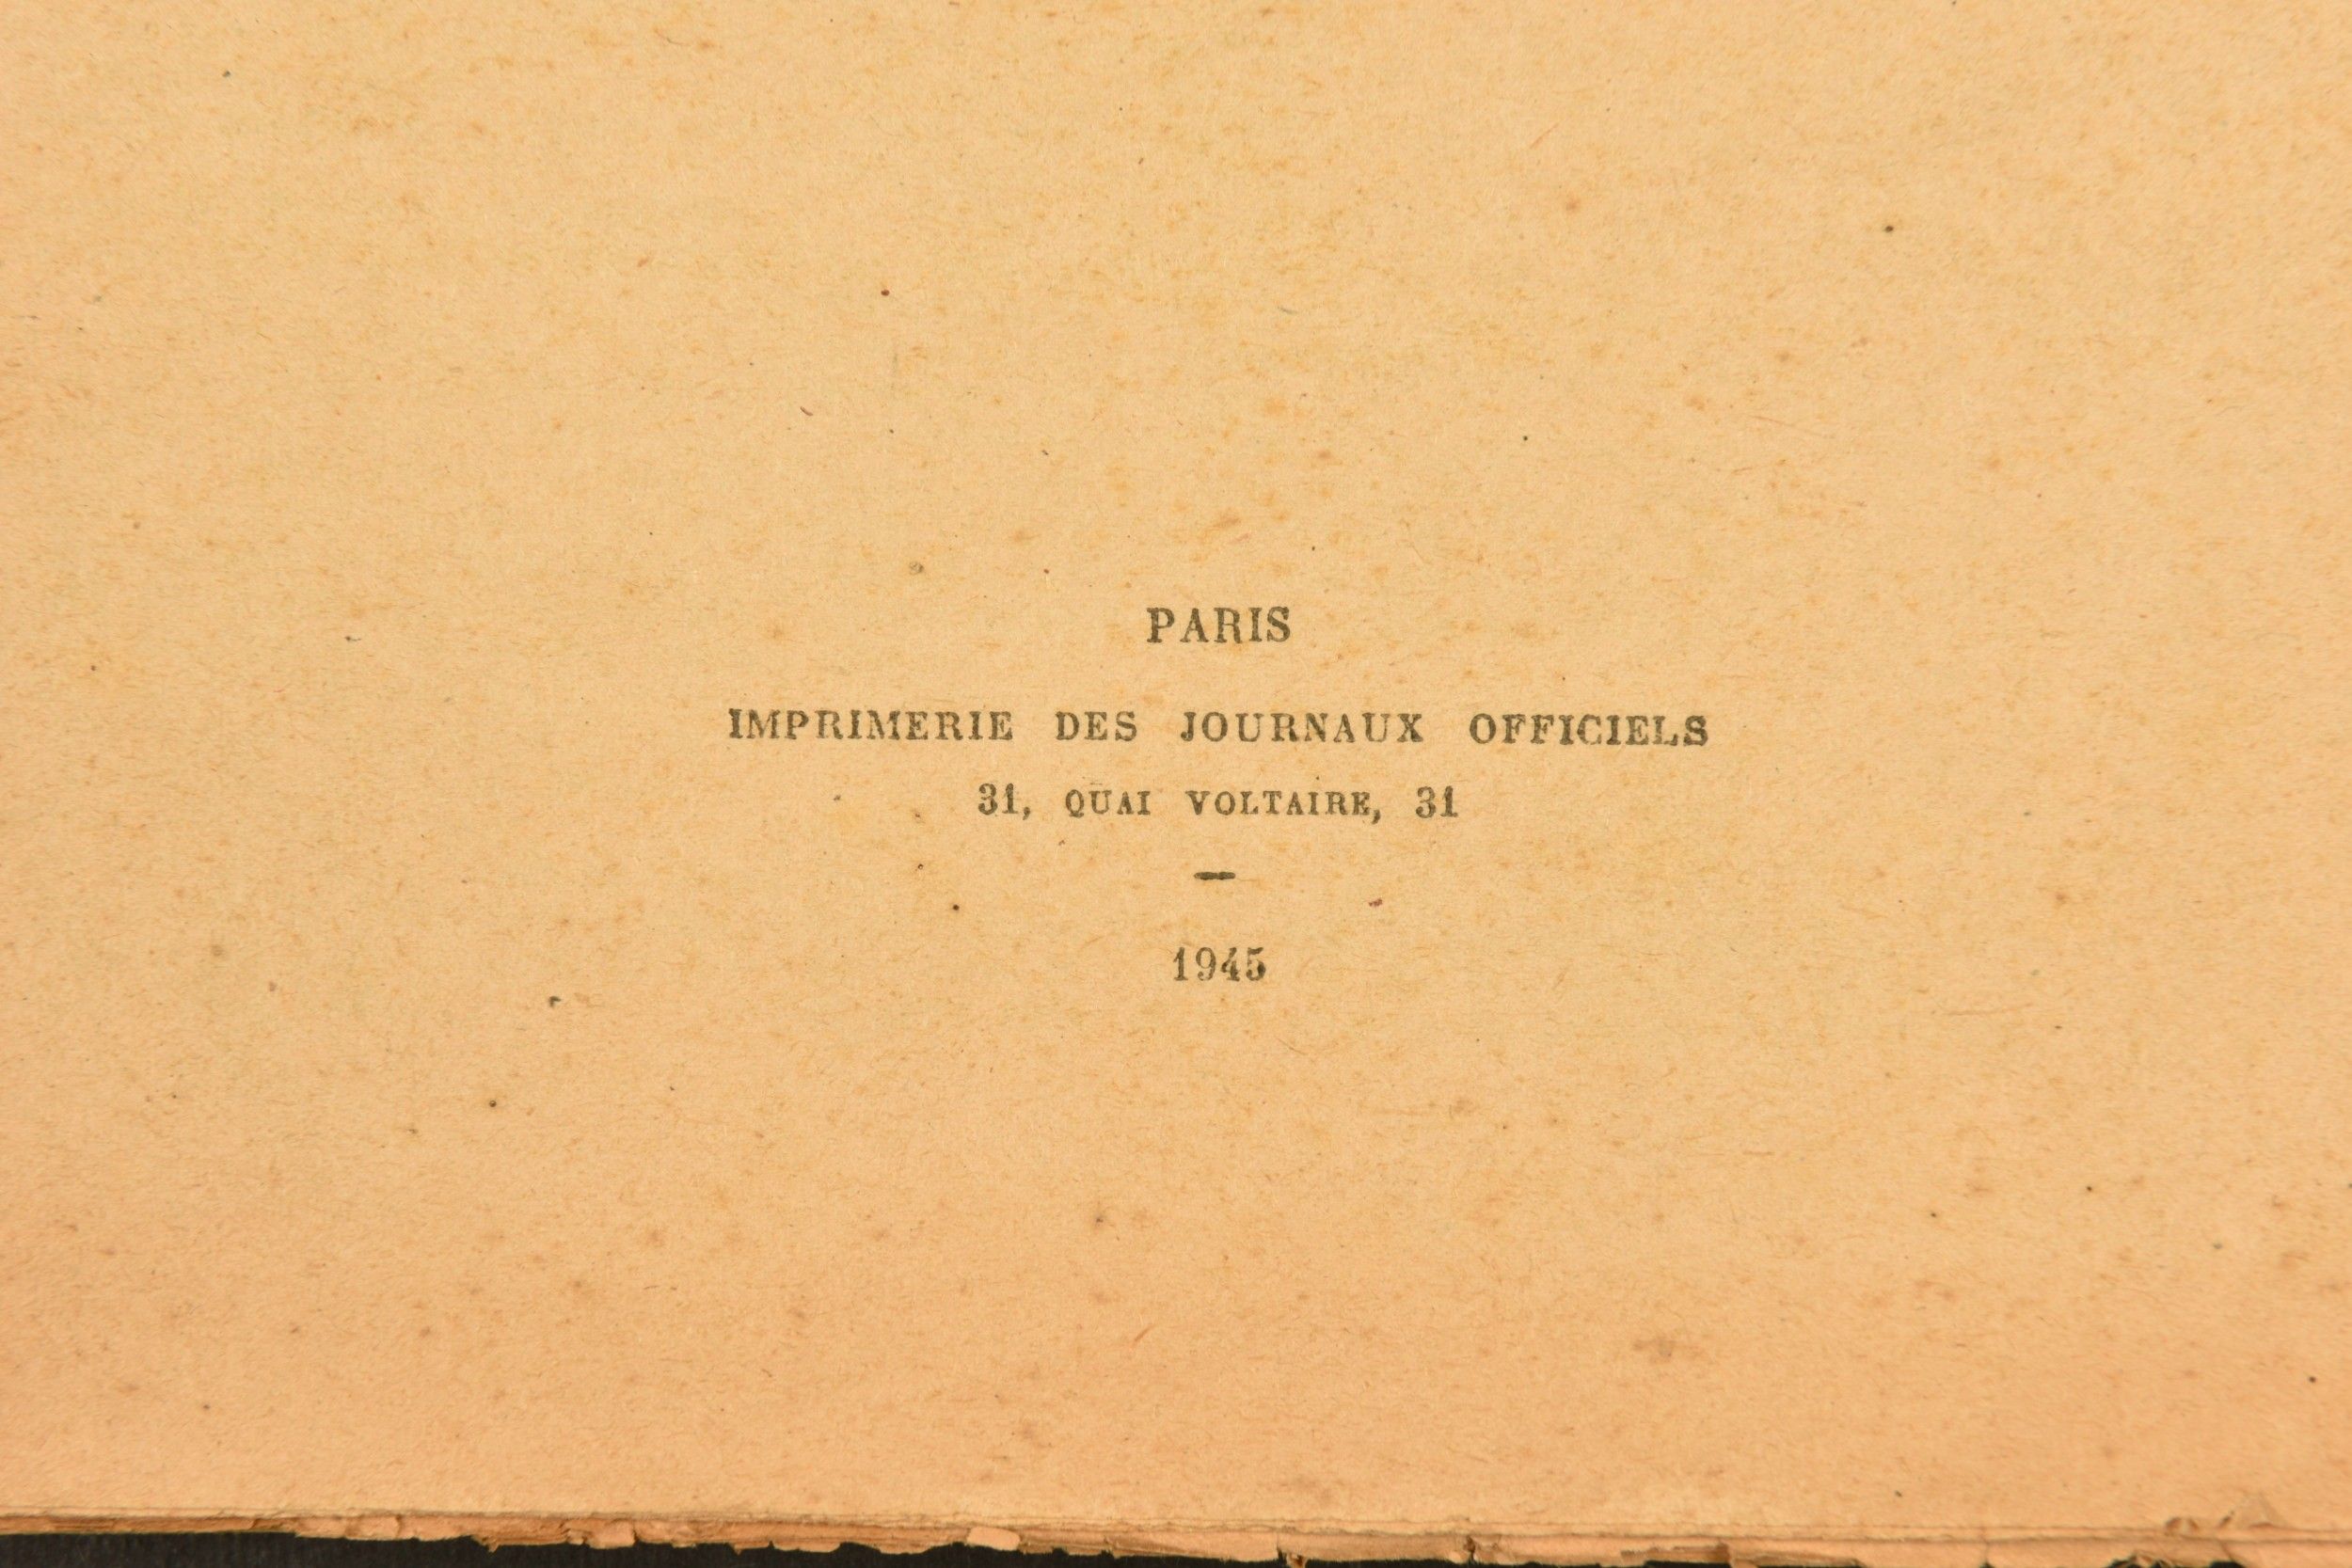 PARIS
IMPRIMERIE DES JOURNAUX OFFICIELS
31, QUAI VOLTAIRE, 31
—
1945